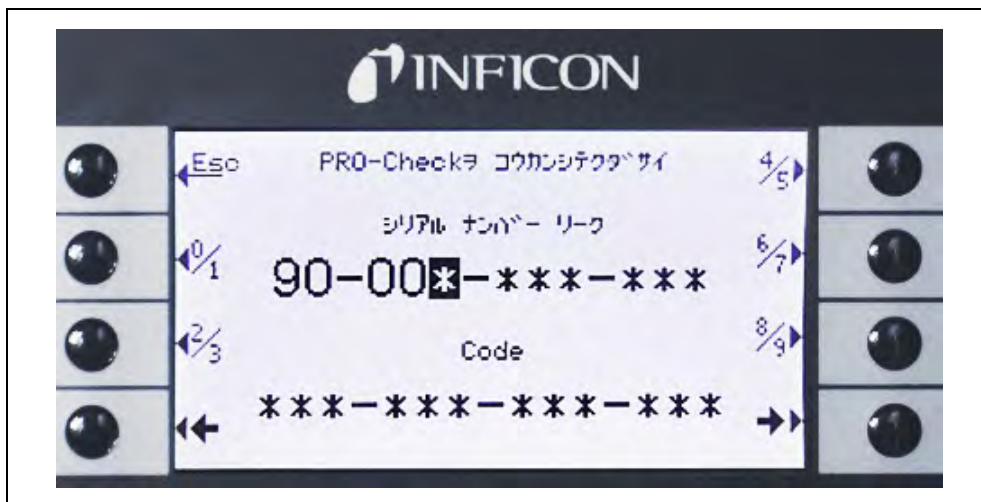 INFICON
Esc PRO-Checkヲ コウカンシテクダサイ 4/5
シリアル ナンバー リーク
0/1 90-00*-***-*** 6/7
2/3 Code 8/9
← ***-***-***-*** →